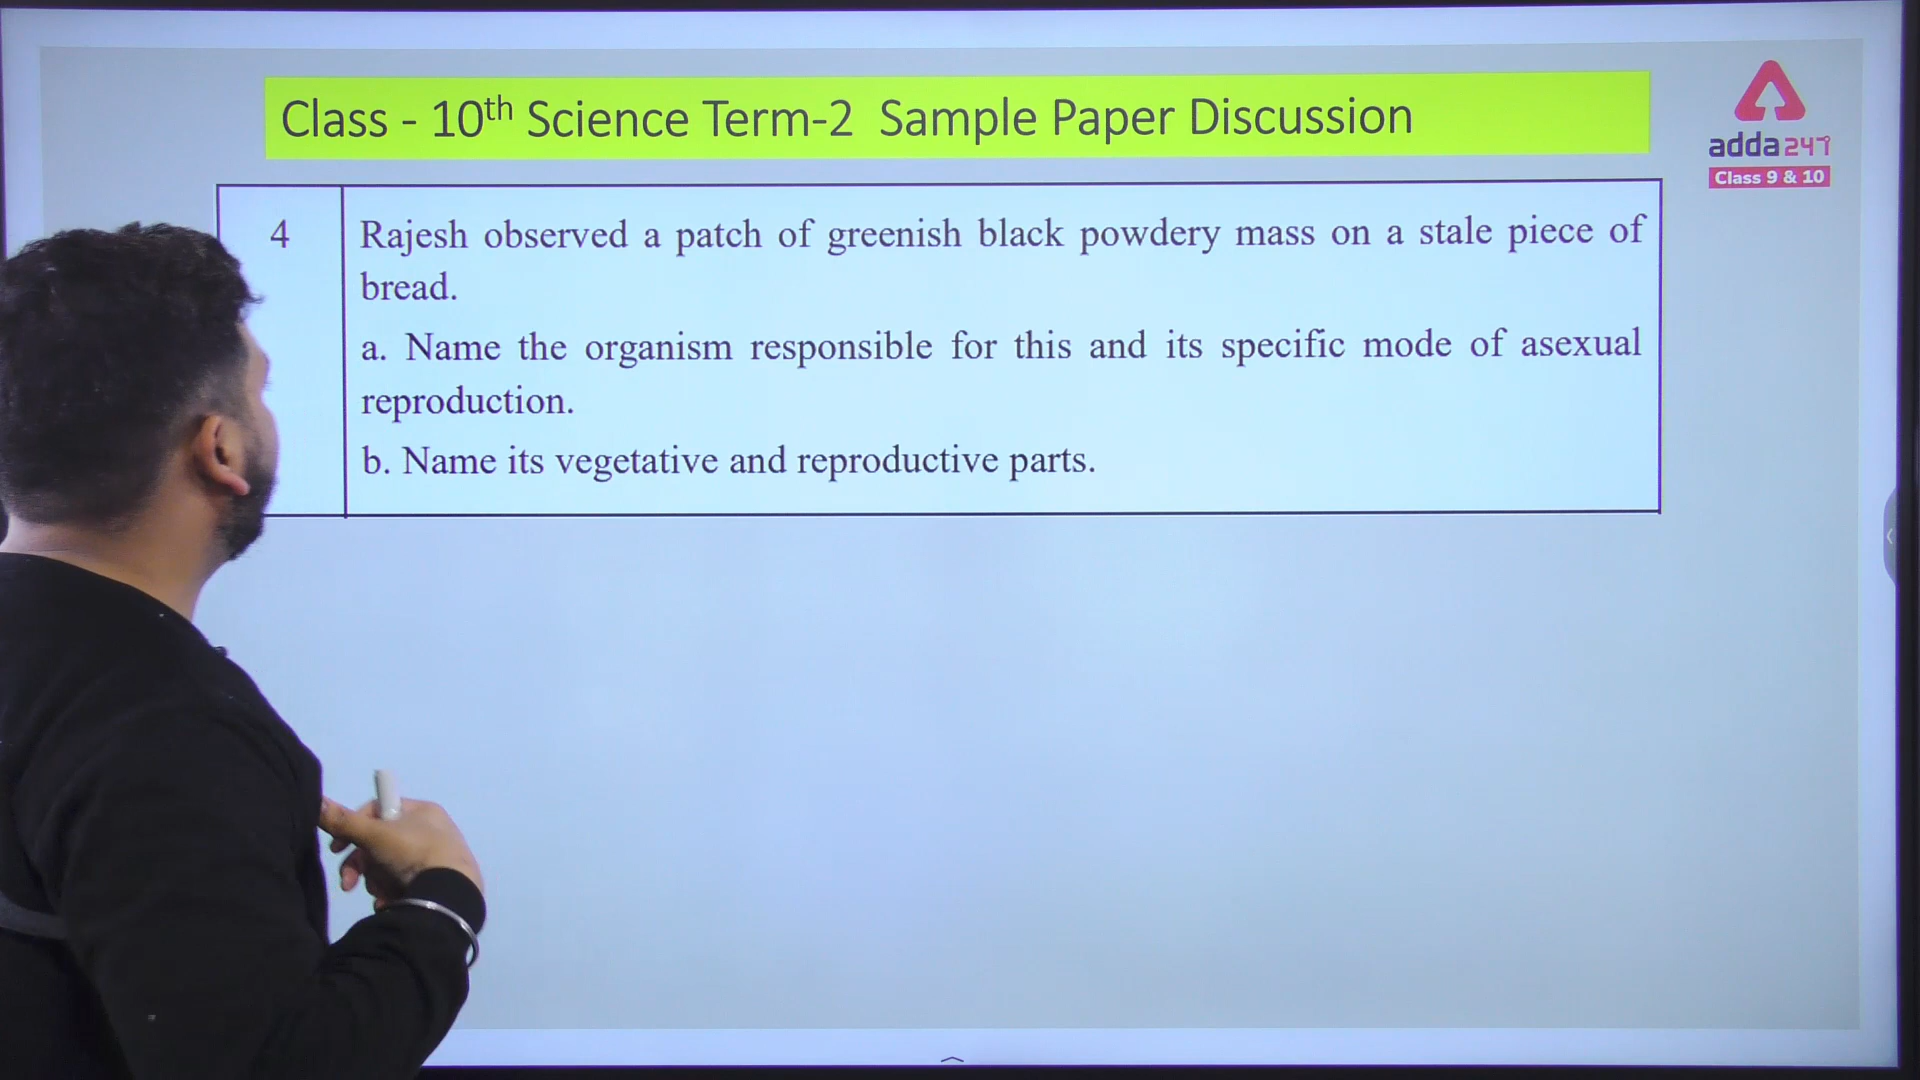 Class - 10th Science Term-2 Sample Paper Discussion
adda247
Class 9 & 10
4 Rajesh observed a patch of greenish black powdery mass on a stale piece of
bread.
a. Name the organism responsible for this and its specific mode of asexual
reproduction.
b. Name its vegetative and reproductive parts.